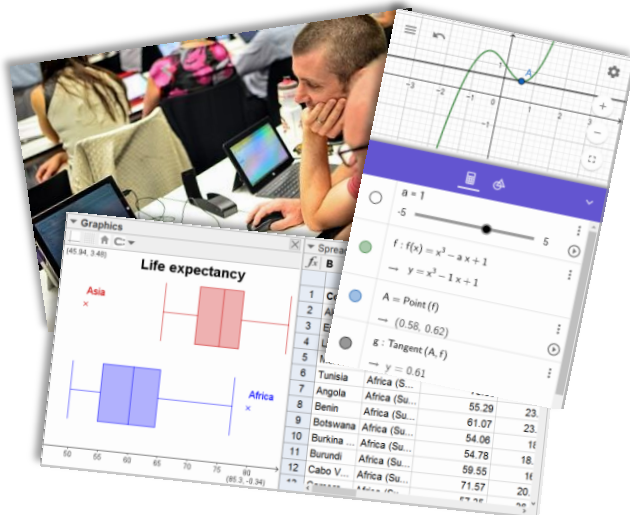 -3
-2
-1
0
1
2
3
1
-1
A
a = 1
-5
5
f : f(x) = x³ − a x + 1
→ y = x³ − 1 x + 1
A = Point (f)
→ (0.58, 0.62)
g : Tangent (A, f)
→ y = 0.61
Graphics
(45.94, 3.48)
Life expectancy
Asia
Africa
50
55
60
65
70
75
80
(85.3, -0.34)
fx B
1
2
3
4
5
6 Tunisia Africa (S...
7 Angola Africa (Su... 55.29 23.
8 Benin Africa (Su... 61.07 23.
9 Botswana Africa (Su... 54.06
10 Burkina ... Africa (Su... 54.78 18.
11 Burundi Africa (Su... 59.55
12 Cabo V... Africa (Su... 71.57 20.